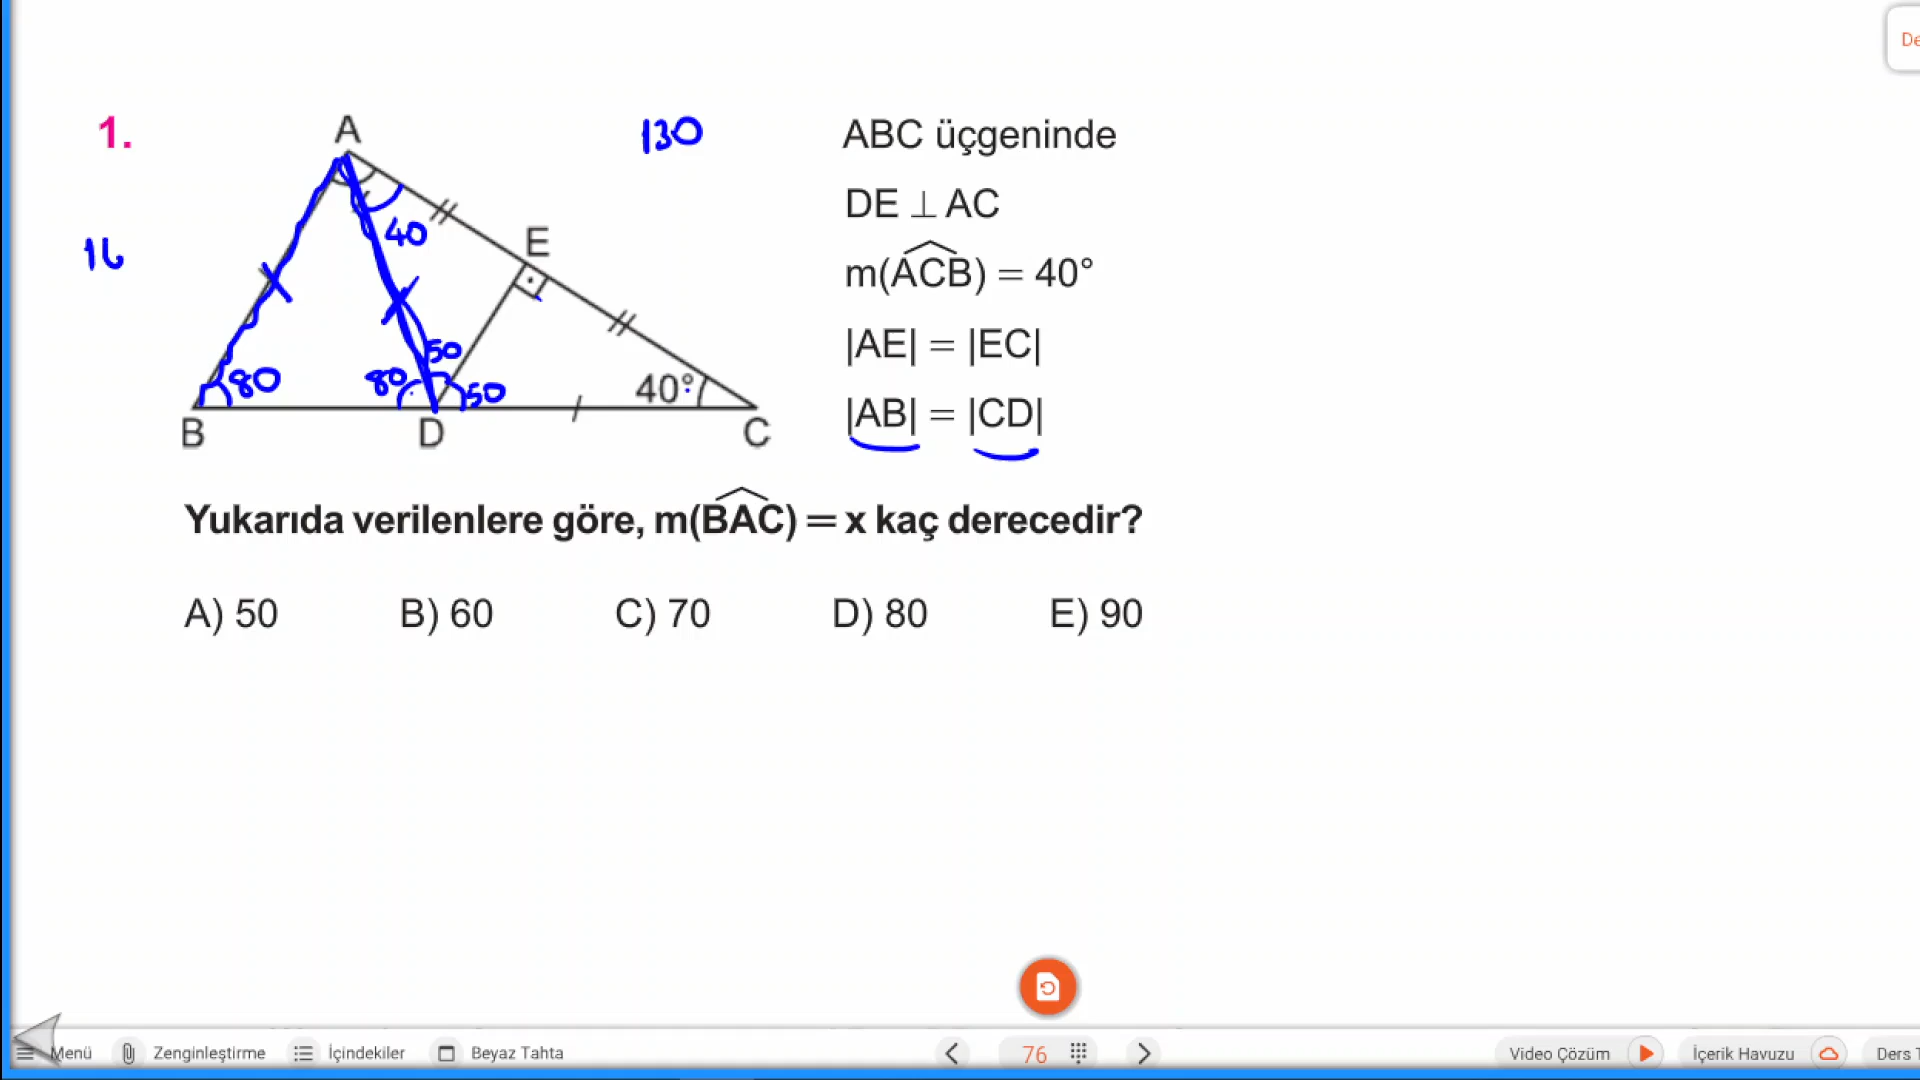 De
1.
A
130
ABC üçgeninde
DE ⊥ AC
16
40
E
m(ACB) = 40°
|AE| = |EC|
50
80
80
50
40°
|AB| = |CD|
B
D
C
Yukarıda verilenlere göre, m(BAC) = x kaç derecedir?
A) 50 B) 60 C) 70 D) 80 E) 90
Menü Zenginleştirme İçindekiler Beyaz Tahta 76 Video Çözüm İçerik Havuzu Ders